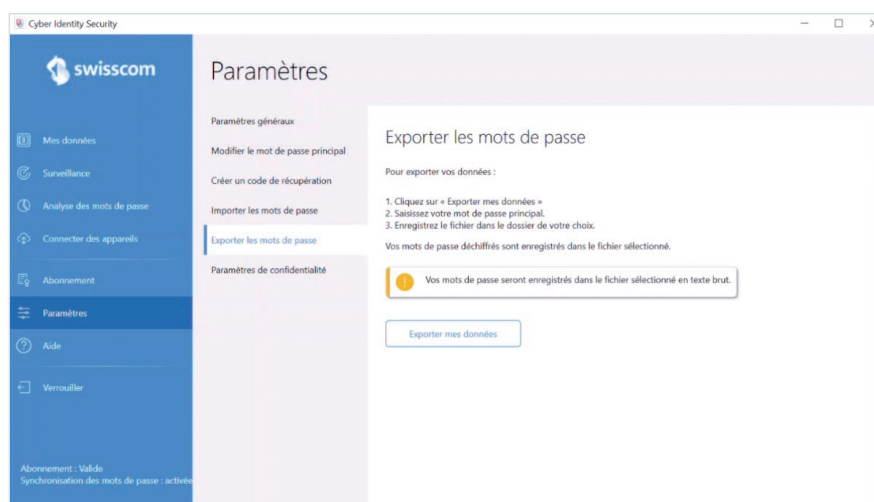 Cyber Identity Security
swisscom
Mes données
Surveillance
Analyse des mots de passe
Connecter des appareils
Abonnement
Paramètres
Aide
Verrouiller
Abonnement : Valide
Synchronisation des mots de passe : activée
Paramètres
Paramètres généraux
Modifier le mot de passe principal
Créer un code de récupération
Importer les mots de passe
Exporter les mots de passe
Paramètres de confidentialité
Exporter les mots de passe
Pour exporter vos données :
1. Cliquez sur « Exporter mes données »
2. Saisissez votre mot de passe principal.
3. Enregistrez le fichier dans le dossier de votre choix.
Vos mots de passe déchiffrés sont enregistrés dans le fichier sélectionné.
Vos mots de passe seront enregistrés dans le fichier sélectionné en texte brut.
Exporter mes données